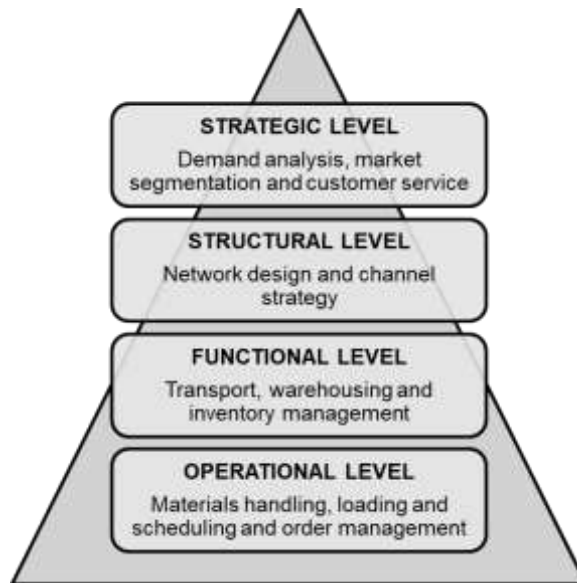 STRATEGIC LEVEL
Demand analysis, market
segmentation and customer service
STRUCTURAL LEVEL
Network design and channel
strategy
FUNCTIONAL LEVEL
Transport, warehousing and
inventory management
OPERATIONAL LEVEL
Materials handling, loading and
scheduling and order management